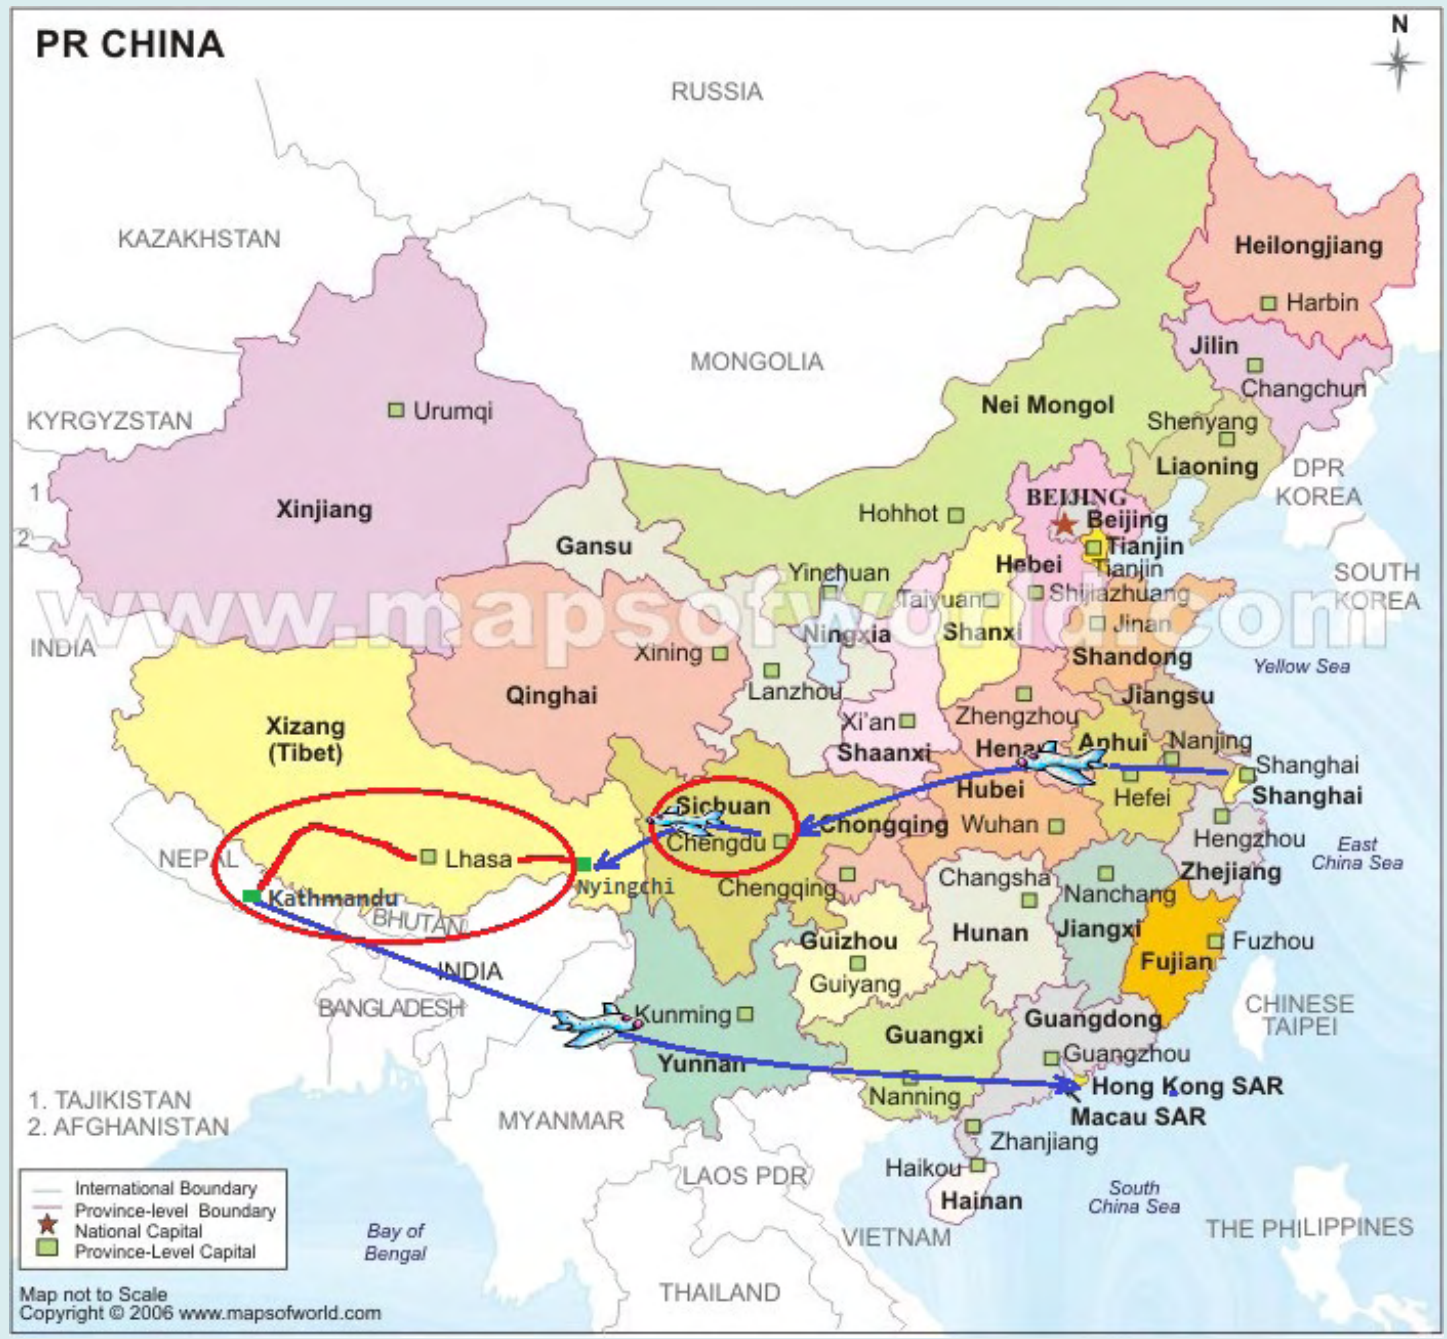 PR CHINA
N
RUSSIA
KAZAKHSTAN
Heilongjiang
Harbin
MONGOLIA
Jilin
Changchun
KYRGYZSTAN
Urumqi
Nei Mongol
Shenyang
Liaoning
DPR
KOREA
1
2
Xinjiang
Gansu
Hohhot
BEIJING
Beijing
Tianjin
Tianjin
Hebei
Yinchuan
Taiyuan
Shijiazhuang
SOUTH
KOREA
www.mapsofworld.com
INDIA
Ningxia
Shanxi
Jinan
Shandong
Yellow Sea
Xining
Lanzhou
Qinghai
Xizang
(Tibet)
Xi'an
Shaanxi
Zhengzhou
Henan
Jiangsu
Anhui
Nanjing
Shanghai
Shanghai
Hefei
Hubei
Wuhan
Sichuan
Chengdu
Chongqing
Chengqing
Hengzhou
Zhejiang
East
China Sea
NEPAL
Lhasa
Nyingchi
Kathmandu
BHUTAN
Changsha
Hunan
Nanchang
Jiangxi
Guizhou
Guiyang
Fuzhou
Fujian
INDIA
BANGLADESH
Kunming
Yunnan
Guangxi
Nanning
Guangdong
Guangzhou
CHINESE
TAIPEI
Hong Kong SAR
Macau SAR
1. TAJIKISTAN
2. AFGHANISTAN
MYANMAR
Zhanjiang
Haikou
Hainan
LAOS PDR
South
China Sea
VIETNAM
THE PHILIPPINES
THAILAND
Bay of
Bengal
International Boundary
Province-level Boundary
National Capital
Province-Level Capital
Map not to Scale
Copyright © 2006 www.mapsofworld.com